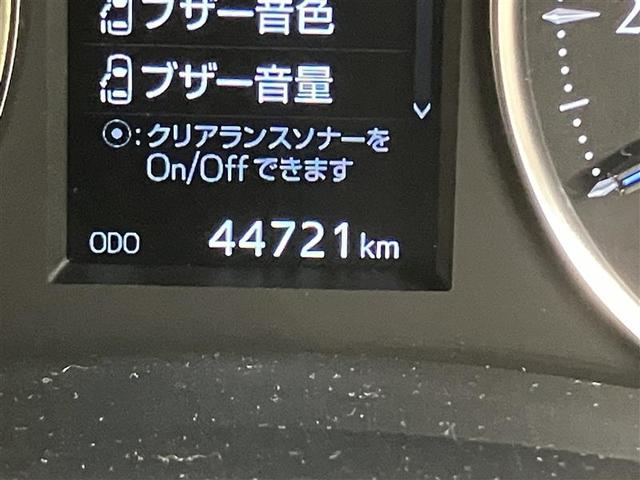 ブザー音色
ブザー音量
:クリアランスソナーを
On/Offできます
ODO 44721km